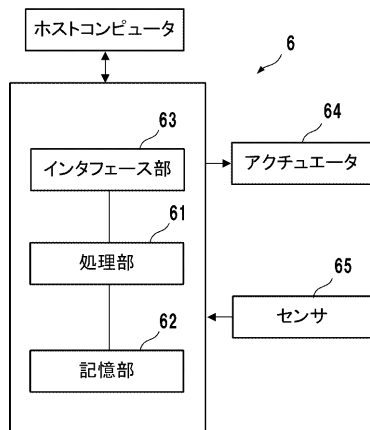 ホストコンピュータ
6
63
インタフェース部
64
アクチュエータ
61
処理部
65
センサ
62
記憶部